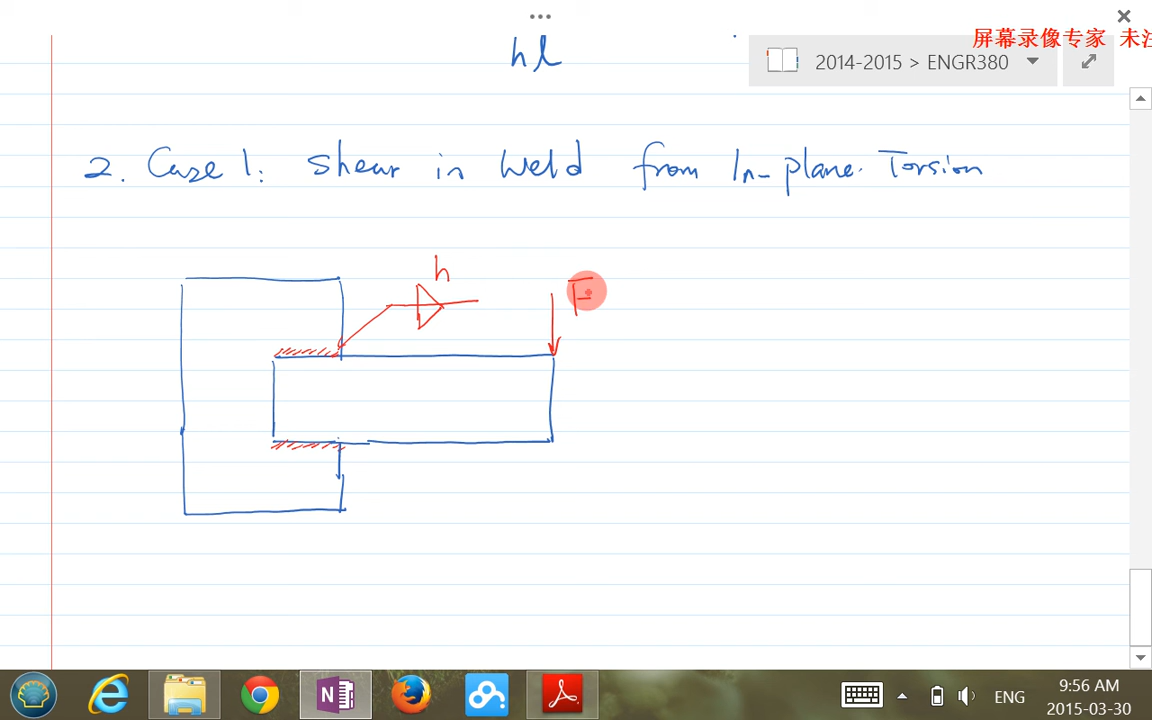 屏幕录像专家 未
hl
2014-2015 > ENGR380
2. Case 1: Shear in Weld from In-plane Torsion
h
F
ENG
9:56 AM
2015-03-30